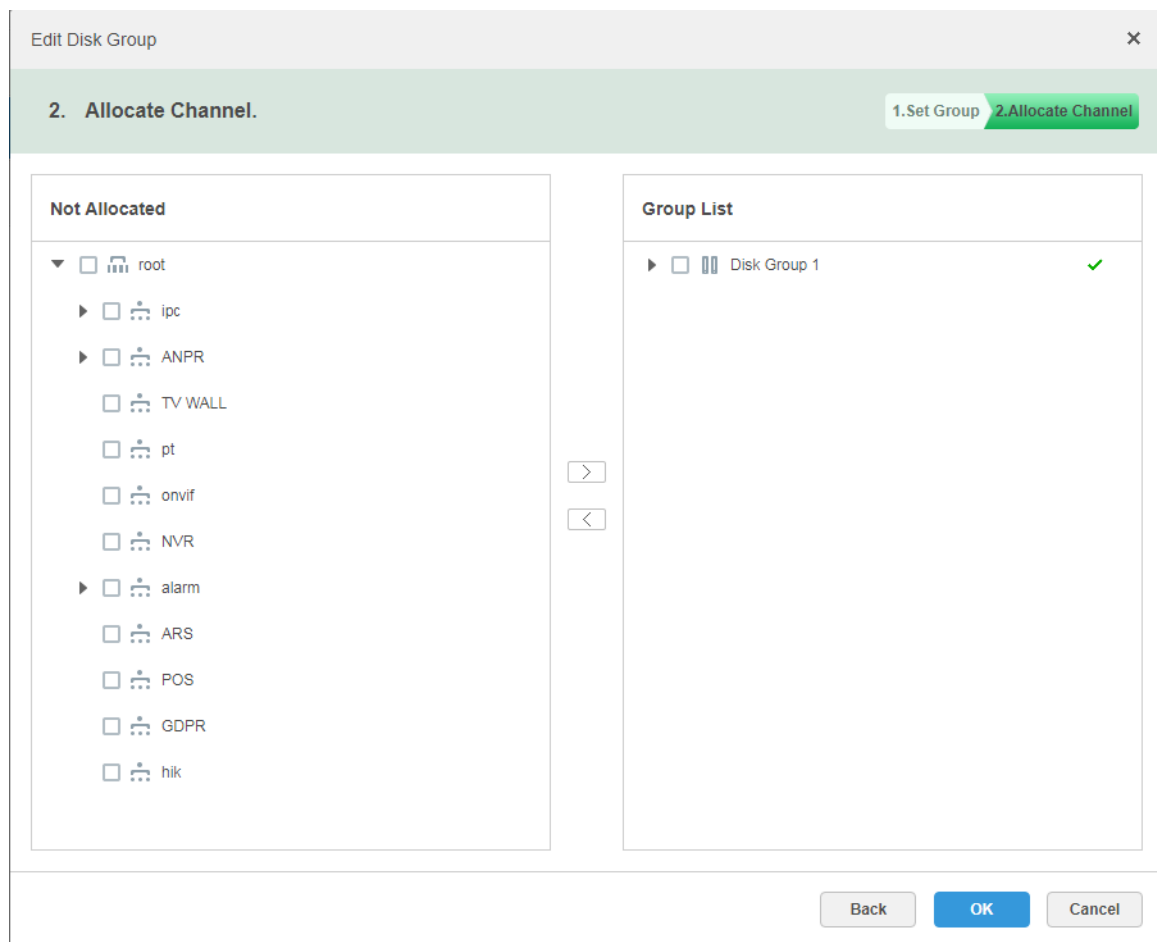 Edit Disk Group
2. Allocate Channel.
1.Set Group 2.Allocate Channel
Not Allocated
root
ipc
ANPR
TV WALL
pt
onvif
NVR
alarm
ARS
POS
GDPR
hik
Group List
Disk Group 1
Back OK Cancel